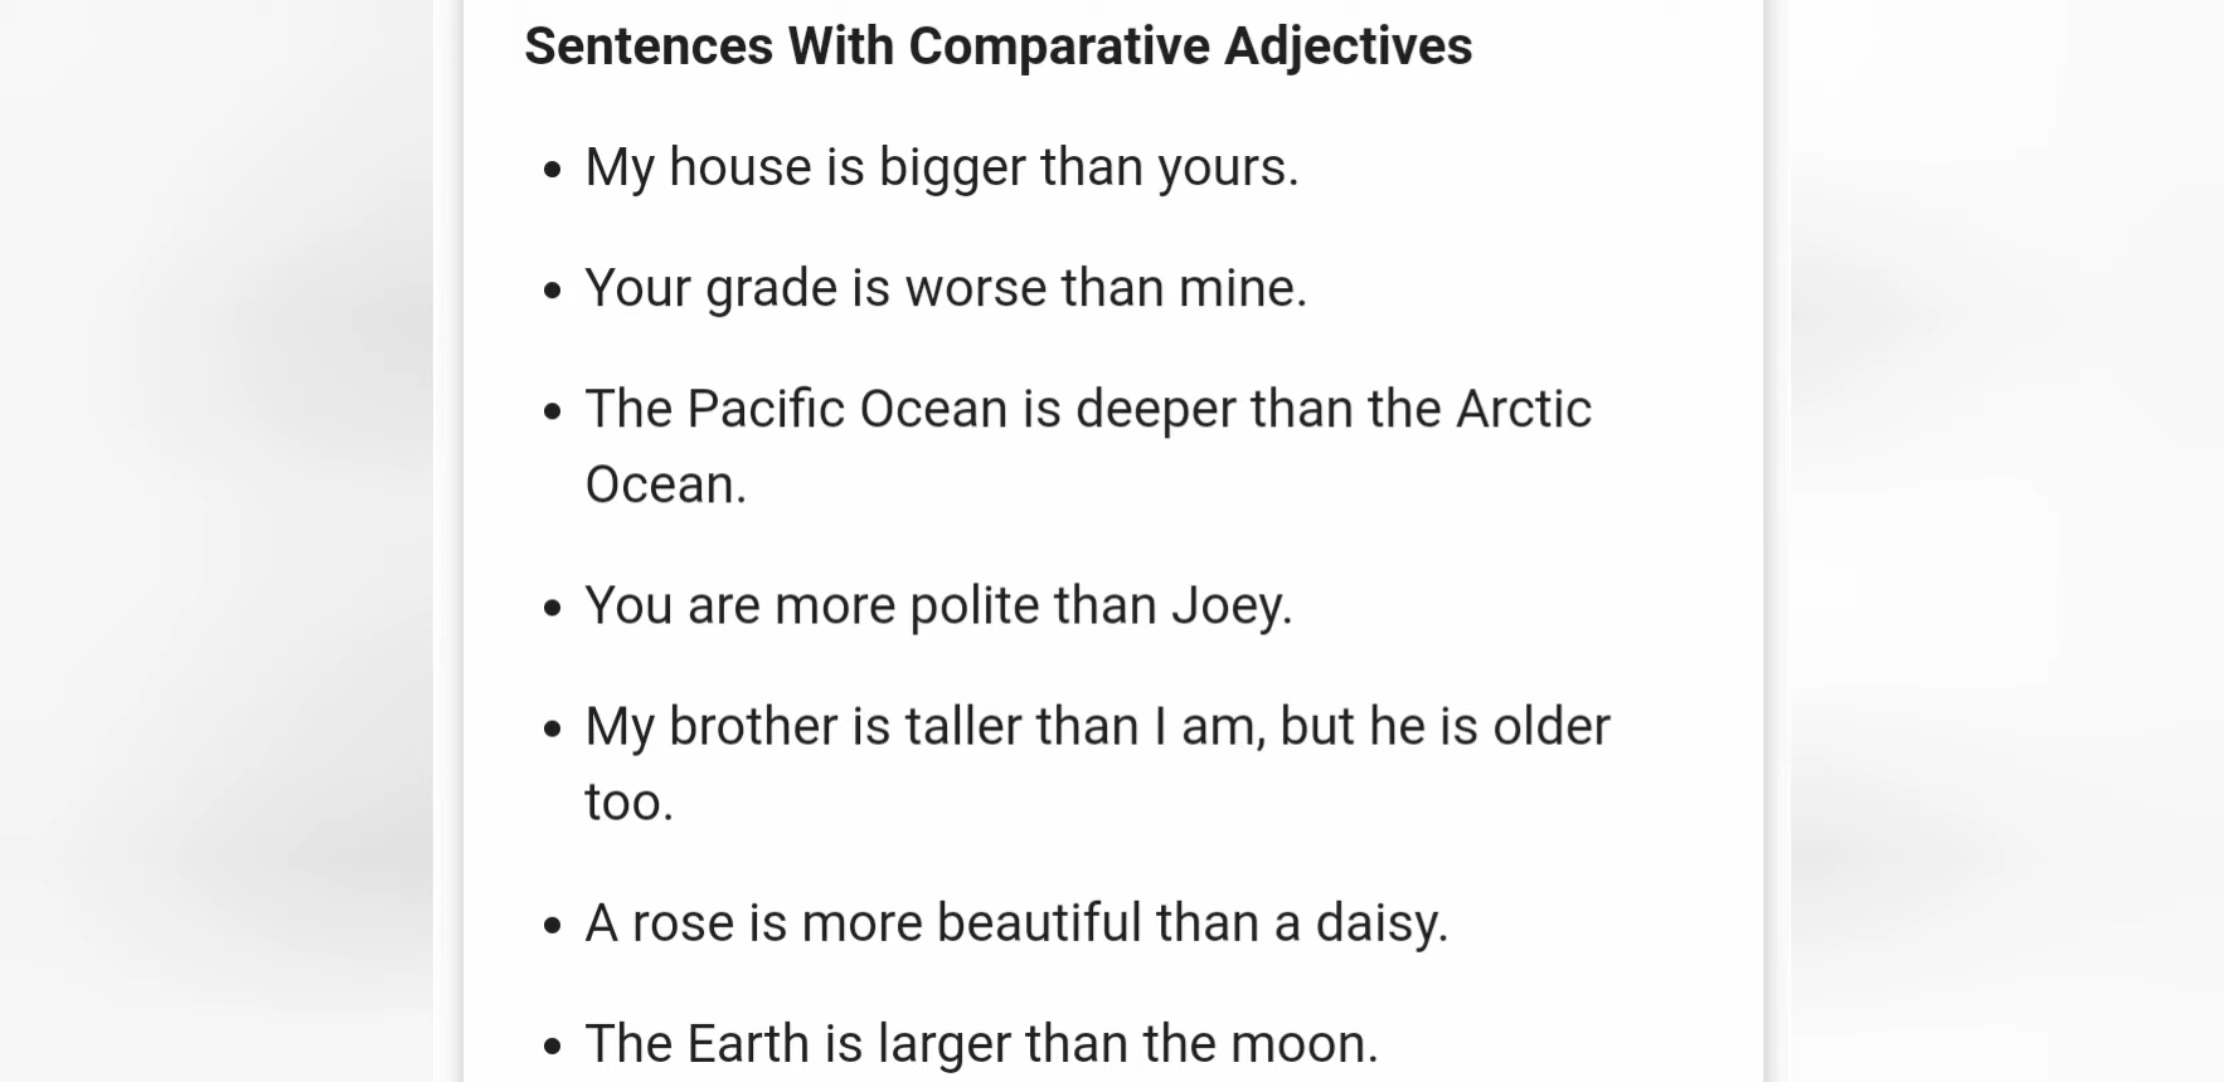 Sentences With Comparative Adjectives
• My house is bigger than yours.
• Your grade is worse than mine.
• The Pacific Ocean is deeper than the Arctic
Ocean.
• You are more polite than Joey.
• My brother is taller than I am, but he is older
too.
• A rose is more beautiful than a daisy.
• The Earth is larger than the moon.